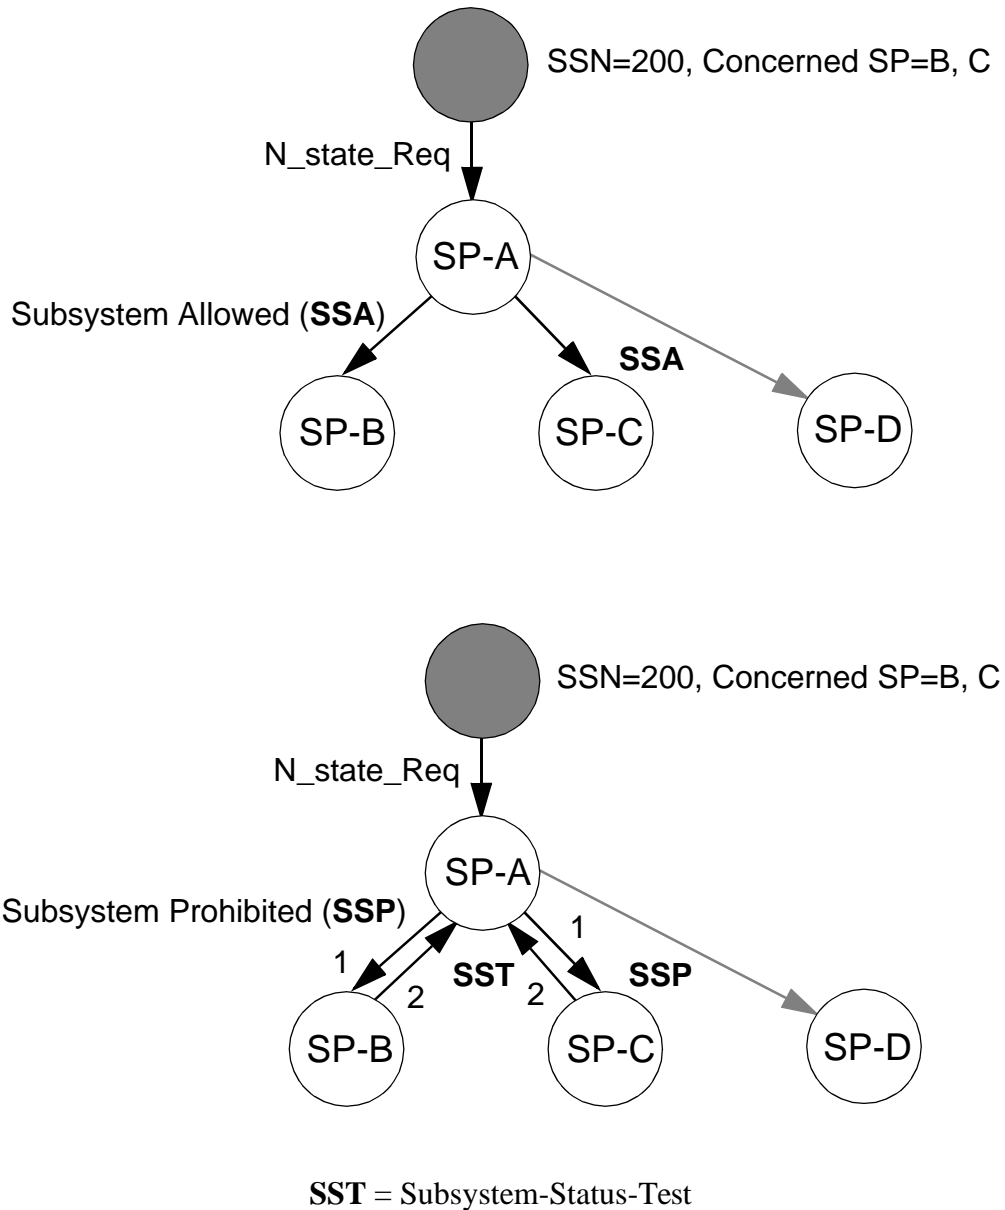 SSN=200, Concerned SP=B, C
N_state_Req
SP-A
Subsystem Allowed (SSA)
SSA
SP-B
SP-C
SP-D
SSN=200, Concerned SP=B, C
N_state_Req
SP-A
Subsystem Prohibited (SSP)
1
1
2
SST
2
SSP
SP-B
SP-C
SP-D
SST = Subsystem-Status-Test